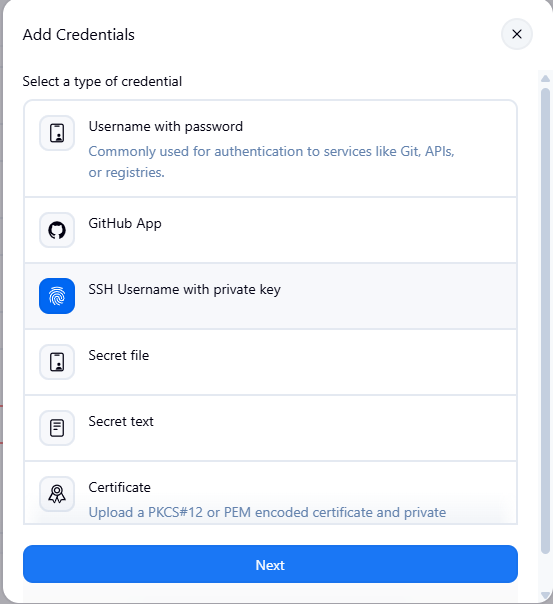 Add Credentials
Select a type of credential
Username with password
Commonly used for authentication to services like Git, APIs,
or registries.
GitHub App
SSH Username with private key
Secret file
Secret text
Certificate
Upload a PKCS#12 or PEM encoded certificate and private
Next